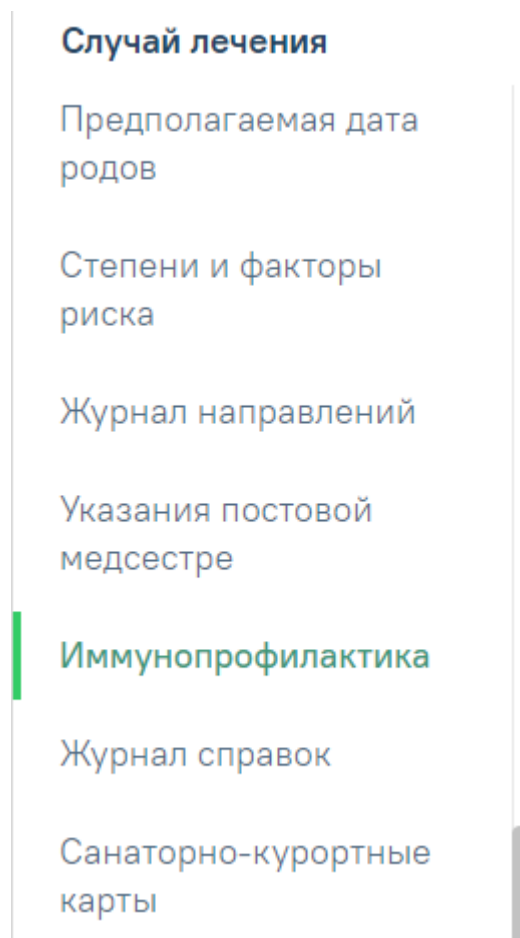 Случай лечения
Предполагаемая дата
родов
Степени и факторы
риска
Журнал направлений
Указания постовой
медсестре
Иммунопрофилактика
Журнал справок
Санаторно-курортные
карты